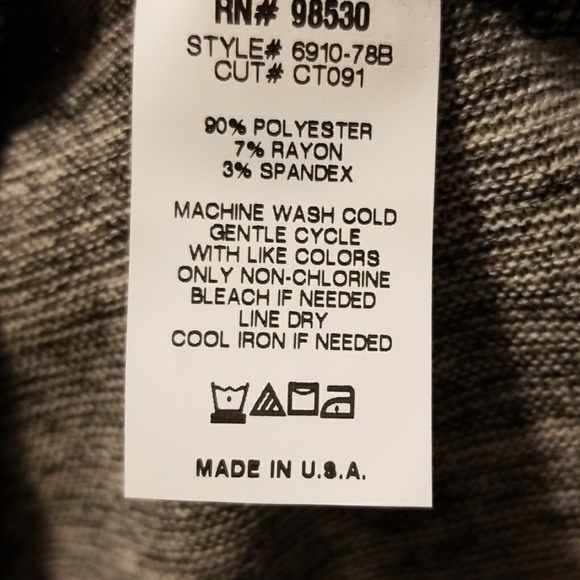 RN# 98530
STYLE# 6910-78B
CUT# CT091
90% POLYESTER
7% RAYON
3% SPANDEX
MACHINE WASH COLD
GENTLE CYCLE
WITH LIKE COLORS
ONLY NON-CHLORINE
BLEACH IF NEEDED
LINE DRY
COOL IRON IF NEEDED
MADE IN U.S.A.